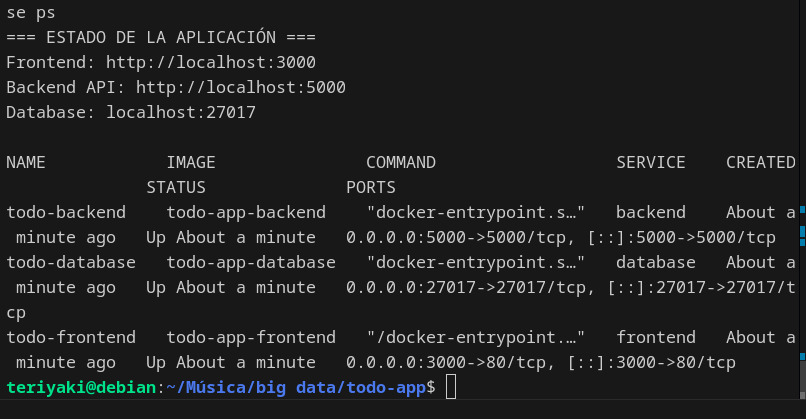 se ps
=== ESTADO DE LA APLICACIÓN ===
Frontend: http://localhost:3000
Backend API: http://localhost:5000
Database: localhost:27017
NAME            IMAGE               COMMAND                   SERVICE    CREATED
              STATUS              PORTS
todo-backend    todo-app-backend    "docker-entrypoint.s…"   backend    About a
 minute ago   Up About a minute   0.0.0.0:5000->5000/tcp, [::]:5000->5000/tcp
todo-database   todo-app-database   "docker-entrypoint.s…"   database   About a
 minute ago   Up About a minute   0.0.0.0:27017->27017/tcp, [::]:27017->27017/t
cp
todo-frontend   todo-app-frontend   "/docker-entrypoint.…"   frontend   About a
 minute ago   Up About a minute   0.0.0.0:3000->80/tcp, [::]:3000->80/tcp
teriyaki@debian:~/Música/big data/todo-app$